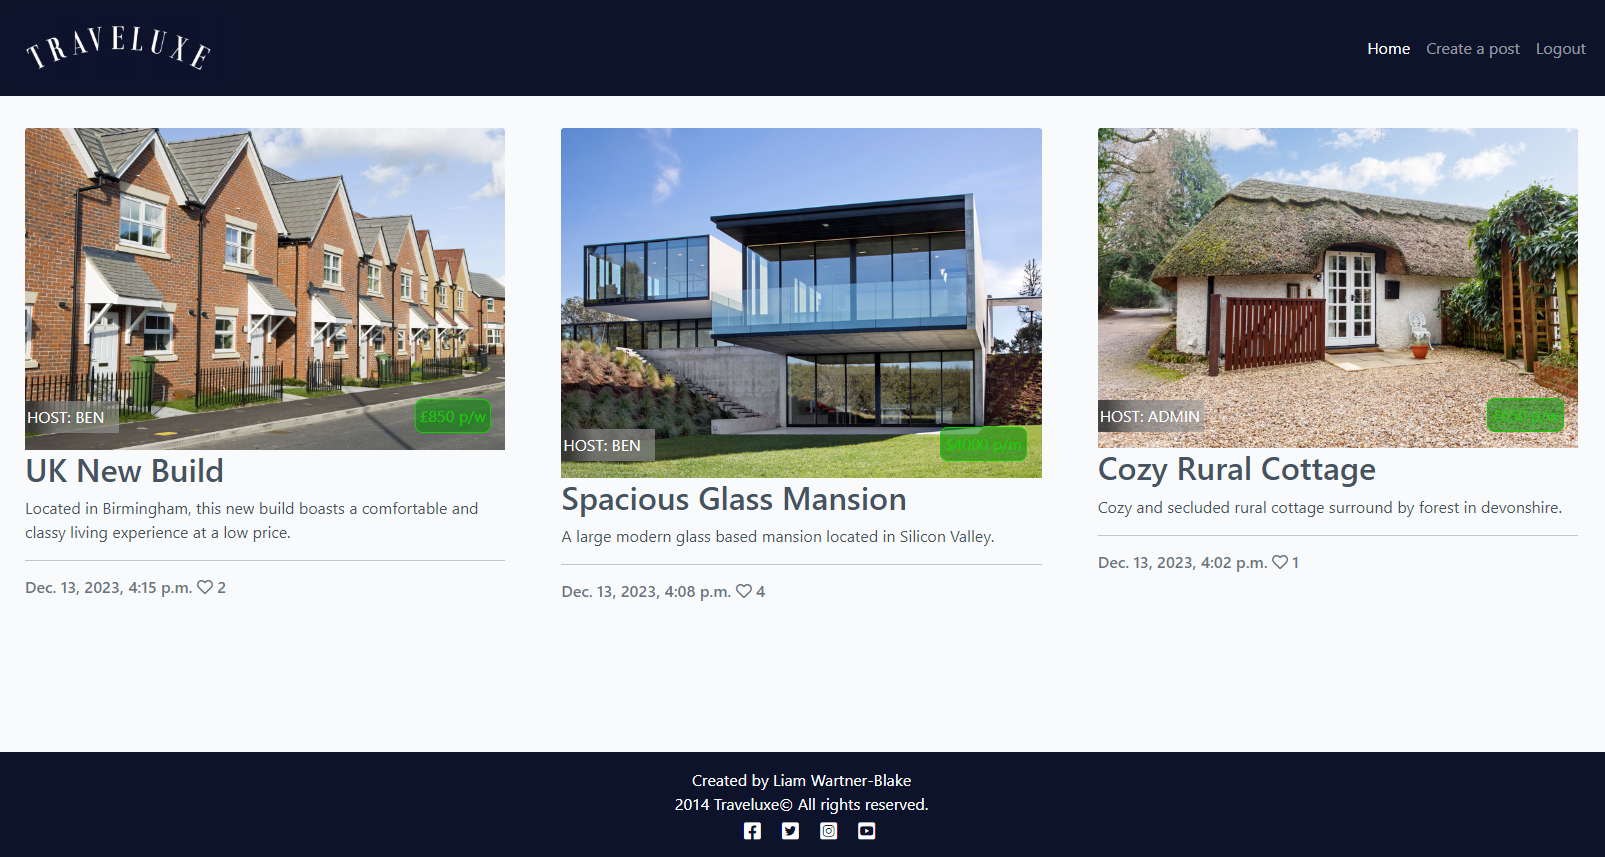 TRAVELUXE
Home Create a post Logout
HOST: BEN
£850 p/w
UK New Build
Located in Birmingham, this new build boasts a comfortable and
classy living experience at a low price.
Dec. 13, 2023, 4:15 p.m. 2
HOST: BEN
$4000 p/m
Spacious Glass Mansion
A large modern glass based mansion located in Silicon Valley.
Dec. 13, 2023, 4:08 p.m. 4
HOST: ADMIN
Cozy Rural Cottage
Cozy and secluded rural cottage surround by forest in devonshire.
Dec. 13, 2023, 4:02 p.m. 1
Created by Liam Wartner-Blake
2014 Traveluxe© All rights reserved.